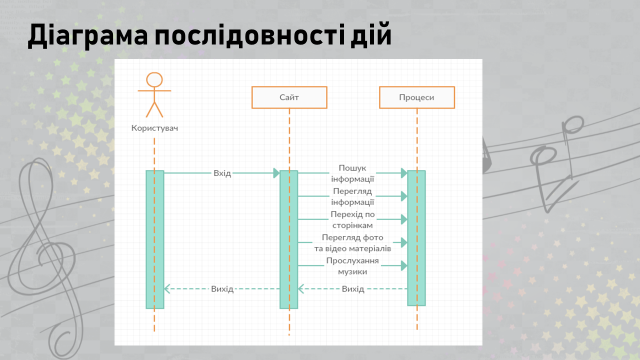 Діаграма послідовності дій
Сайт
Процеси
Користувач
Вхід
Пошук
інформації
Перегляд
інформації
Перехід по
сторінкам
Перегляд фото
та відео матеріалів
Прослухання
музики
Вихід
Вихід